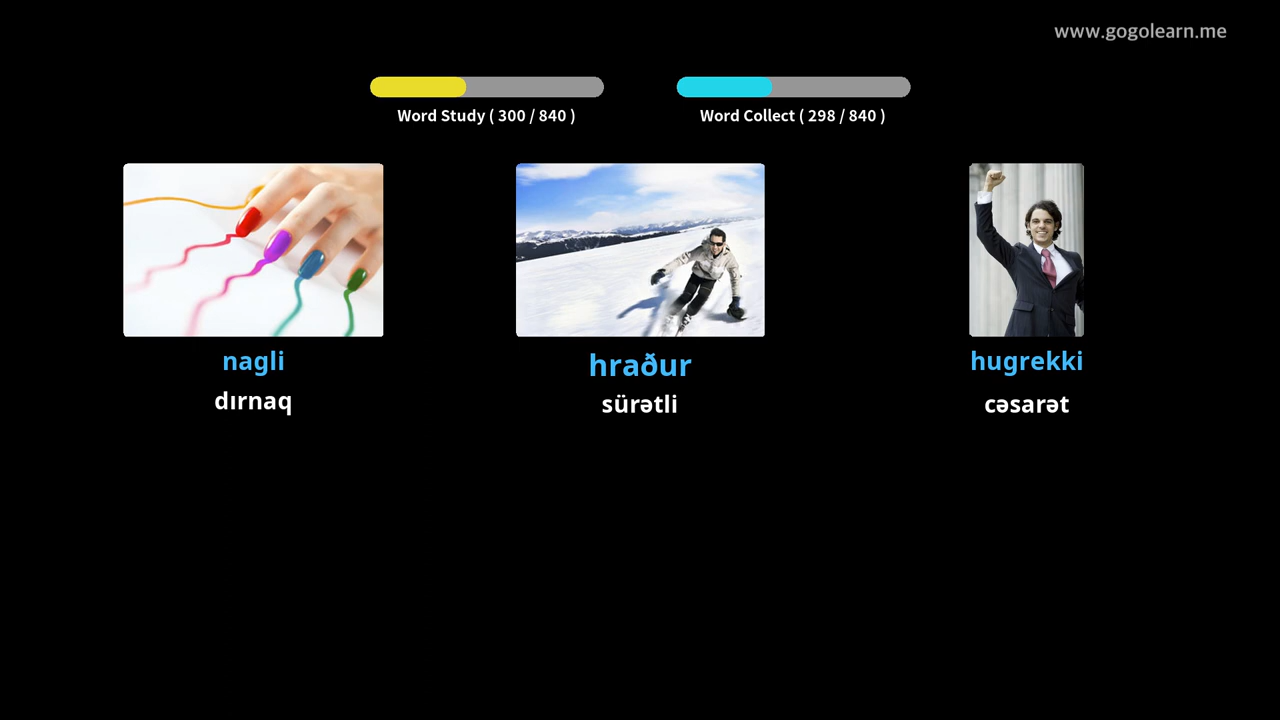 www.gogolearn.me
Word Study ( 300 / 840 )
Word Collect ( 298 / 840 )
nagli
hraður
hugrekki
dırnaq
sürətli
cəsarət